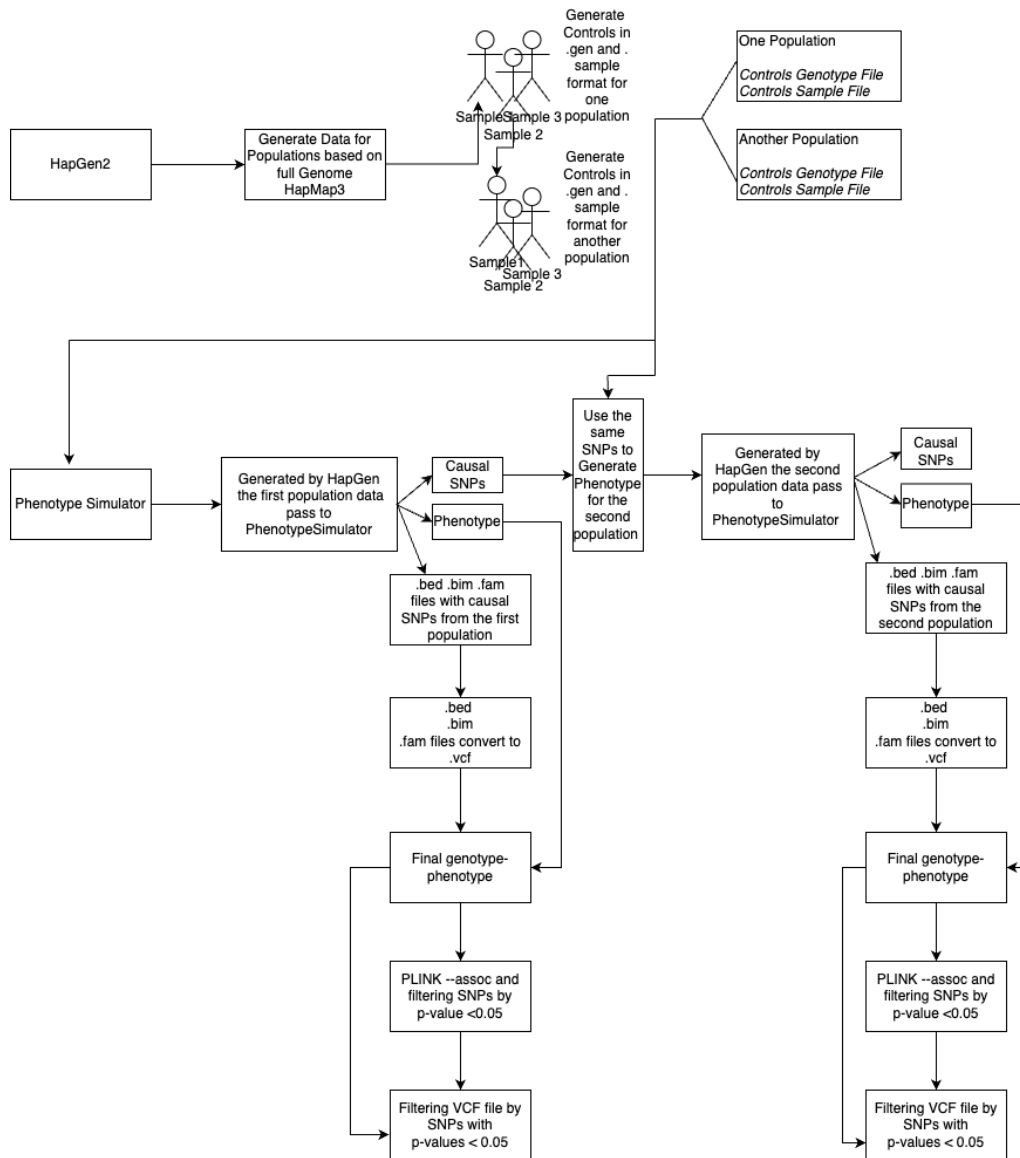 HapGen2
Generate Data for
Populations based on
full Genome
HapMap3
Sample 1
Sample 3
Sample 2
Generate
Controls in
.gen and .
sample
format for
one
population
Sample1
Sample 3
Sample 2
Generate
Controls in
.gen and .
sample
format for
another
population
One Population
Controls Genotype File
Controls Sample File
Another Population
Controls Genotype File
Controls Sample File
Phenotype Simulator
Generated by HapGen
the first population data
pass to
PhenotypeSimulator
Causal
SNPs
Phenotype
Use the
same
SNPs to
Generate
Phenotype
for the
second
population
Generated by
HapGen the second
population data pass
to
PhenotypeSimulator
Causal
SNPs
Phenotype
.bed .bim .fam
files with causal
SNPs from the first
population
.bed
.bim
.fam files convert to
.vcf
Final genotype-
phenotype
PLINK --assoc and
filtering SNPs by
p-value <0.05
Filtering VCF file by
SNPs with
p-values < 0.05
.bed .bim .fam
files with causal
SNPs from the
second population
.bed
.bim
.fam files convert to
.vcf
Final genotype-
phenotype
PLINK --assoc and
filtering SNPs by
p-value <0.05
Filtering VCF file by
SNPs with
p-values < 0.05